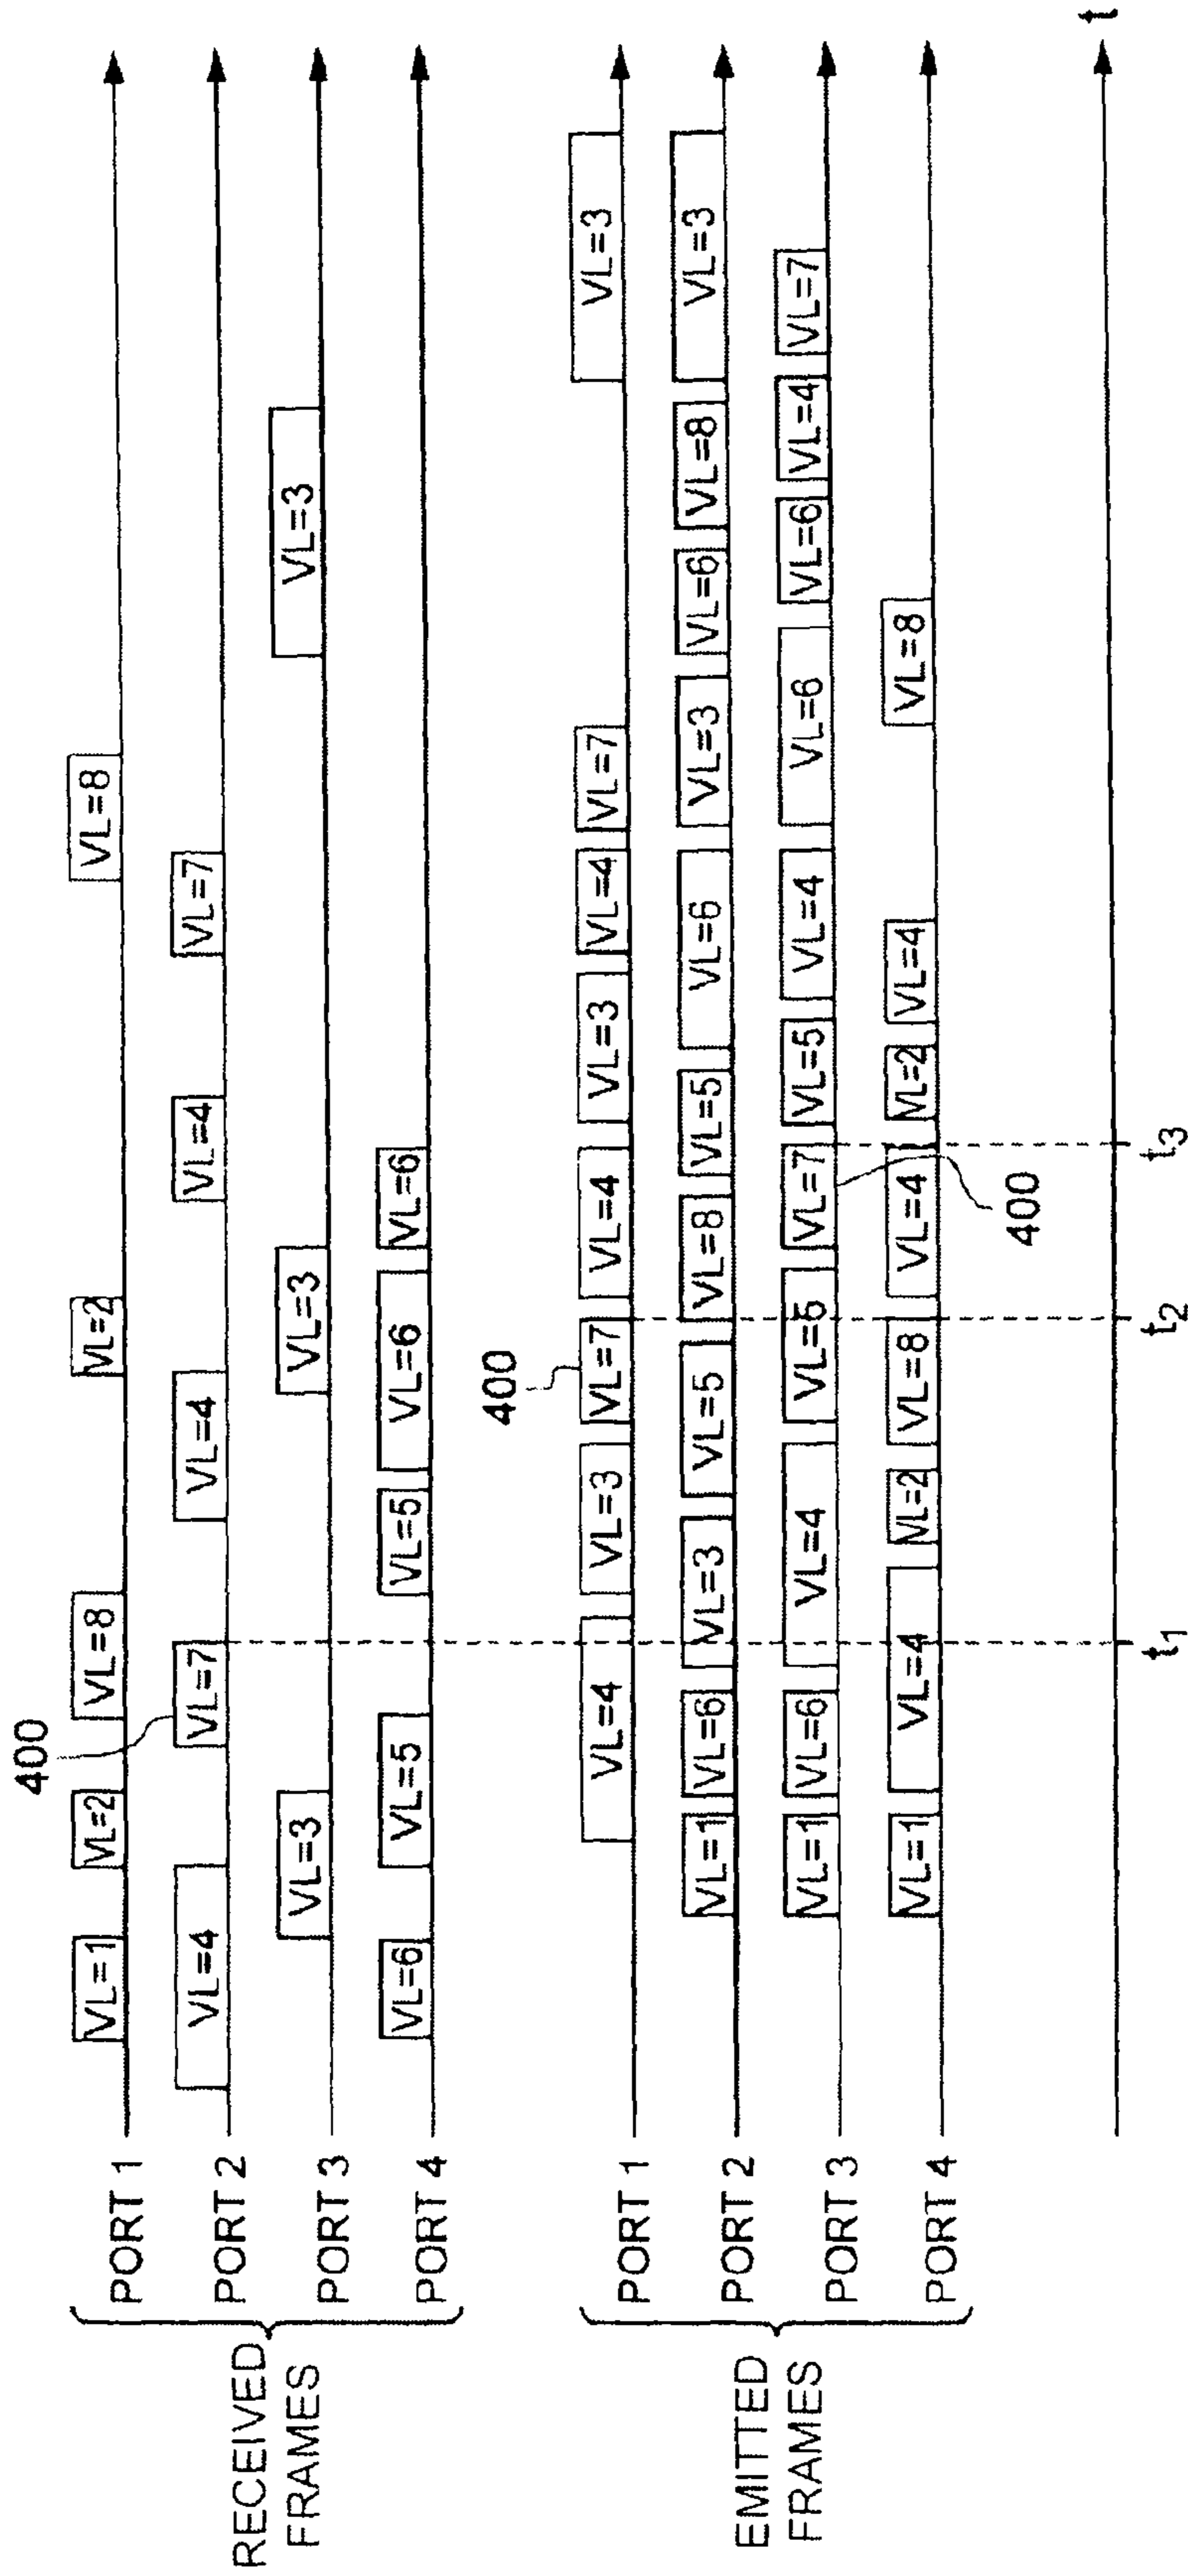 RECEIVED
FRAMES
PORT 1
VL=1
VL=2
VL=8
VL=2
VL=8
PORT 2
VL=4
VL=7
400
VL=4
VL=4
VL=7
PORT 3
VL=3
VL=3
VL=3
PORT 4
VL=6
VL=5
VL=5
VL=6
VL=6
EMITTED
FRAMES
PORT 1
VL=4
VL=3
VL=7
400
VL=4
VL=3
VL=4
VL=7
VL=3
PORT 2
VL=1
VL=6
VL=3
VL=5
VL=8
VL=5
VL=6
VL=3
VL=6
VL=8
VL=3
PORT 3
VL=1
VL=6
VL=4
VL=5
VL=7
400
VL=5
VL=4
VL=6
VL=6
VL=4
VL=7
PORT 4
VL=1
VL=4
VL=2
VL=8
VL=4
VL=2
VL=4
VL=8
t1
t2
t3
t